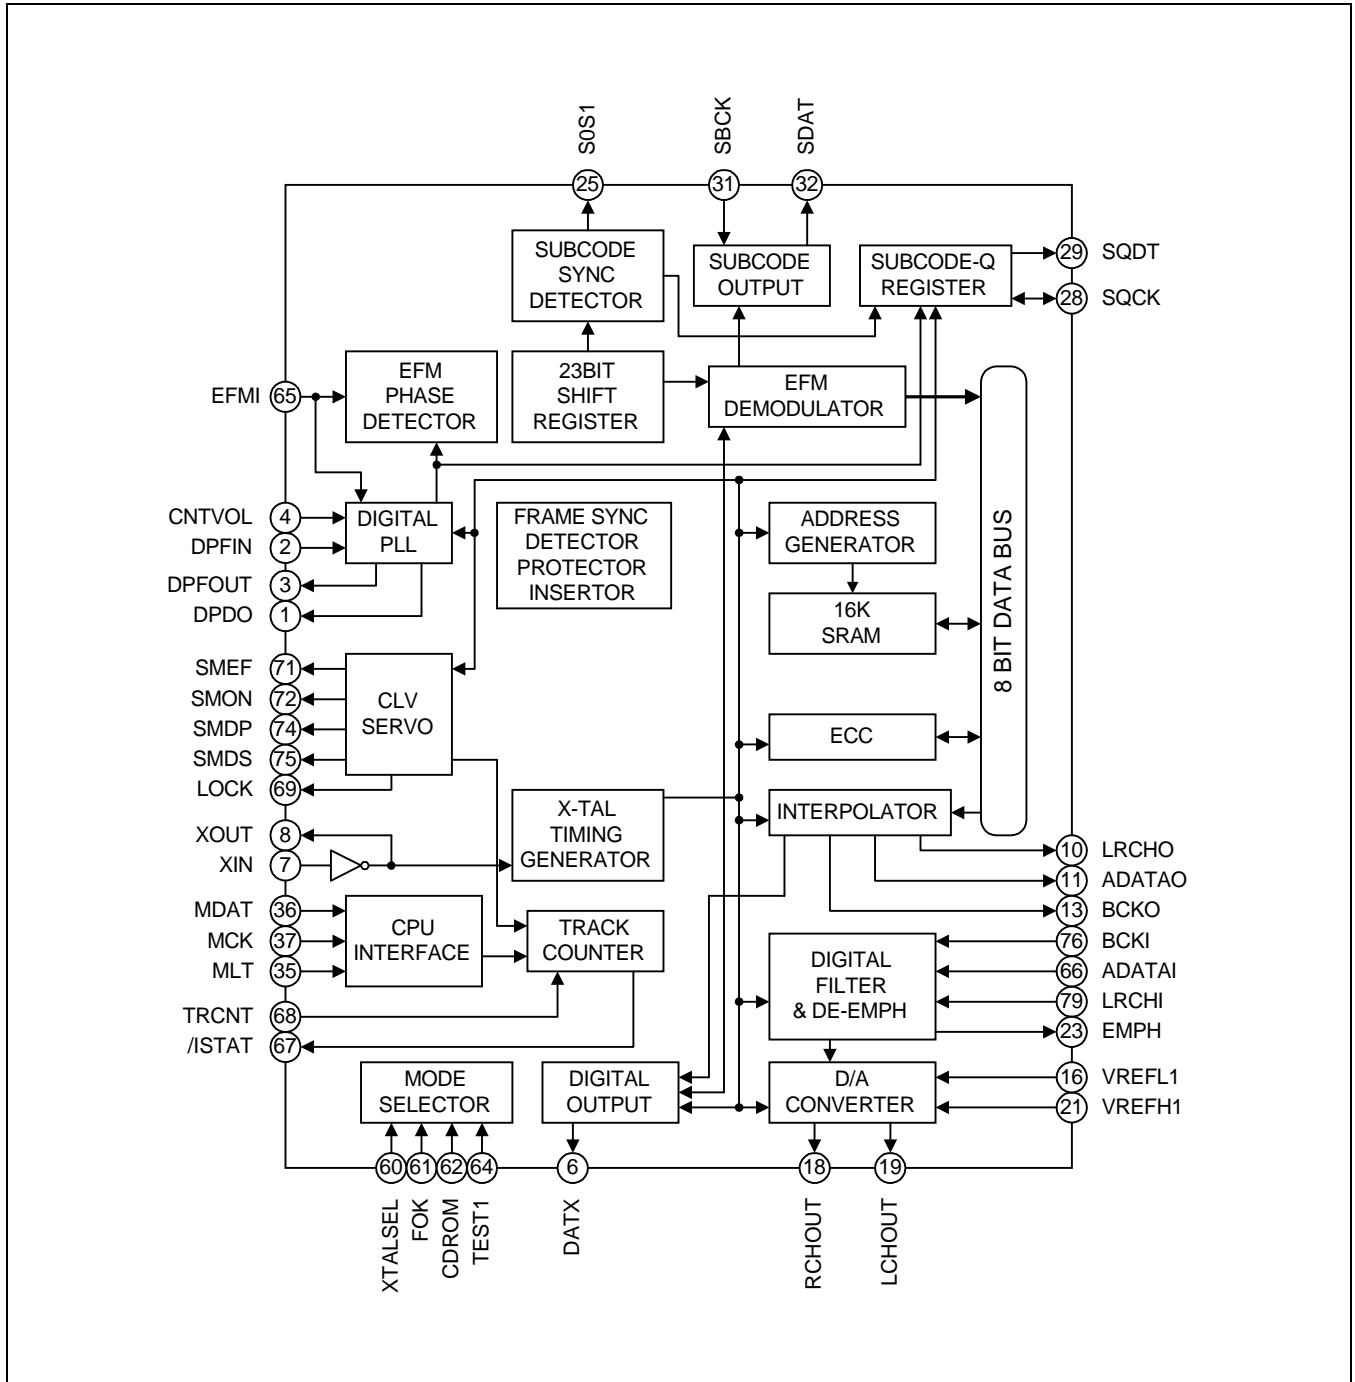 S0S1
SBCK
SDAT
25
31
32
SUBCODE
SYNC
DETECTOR
SUBCODE
OUTPUT
SUBCODE-Q
REGISTER
29 SQDT
28 SQCK
EFMI 65
EFM
PHASE
DETECTOR
23BIT
SHIFT
REGISTER
EFM
DEMODULATOR
8 BIT DATA BUS
CNTVOL 4
DPFIN 2
DPFOUT 3
DPDO 1
DIGITAL
PLL
FRAME SYNC
DETECTOR
PROTECTOR
INSERTOR
ADDRESS
GENERATOR
16K
SRAM
SMEF 71
SMON 72
SMDP 74
SMDS 75
LOCK 69
CLV
SERVO
ECC
XOUT 8
XIN 7
X-TAL
TIMING
GENERATOR
INTERPOLATOR
10 LRCHO
11 ADATAO
13 BCKO
76 BCKI
66 ADATAI
79 LRCHI
23 EMPH
MDAT 36
MCK 37
MLT 35
CPU
INTERFACE
TRACK
COUNTER
DIGITAL
FILTER
& DE-EMPH
TRCNT 68
/ISTAT 67
MODE
SELECTOR
DIGITAL
OUTPUT
D/A
CONVERTER
16 VREFL1
21 VREFH1
60
61
62
64
6
18
19
XTALSEL
FOK
CDROM
TEST1
DATX
RCHOUT
LCHOUT